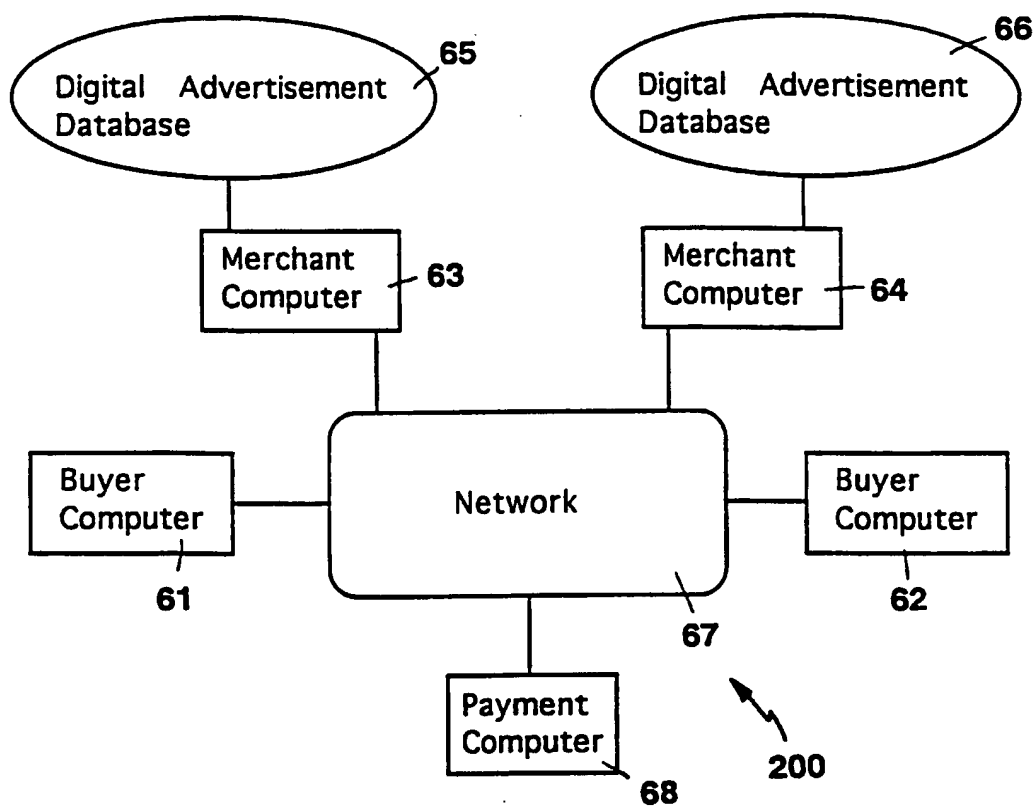 65
Digital Advertisement
Database
66
Digital Advertisement
Database
Merchant
Computer
63
Merchant
Computer
64
Buyer
Computer
61
Network
67
Buyer
Computer
62
Payment
Computer
68
200